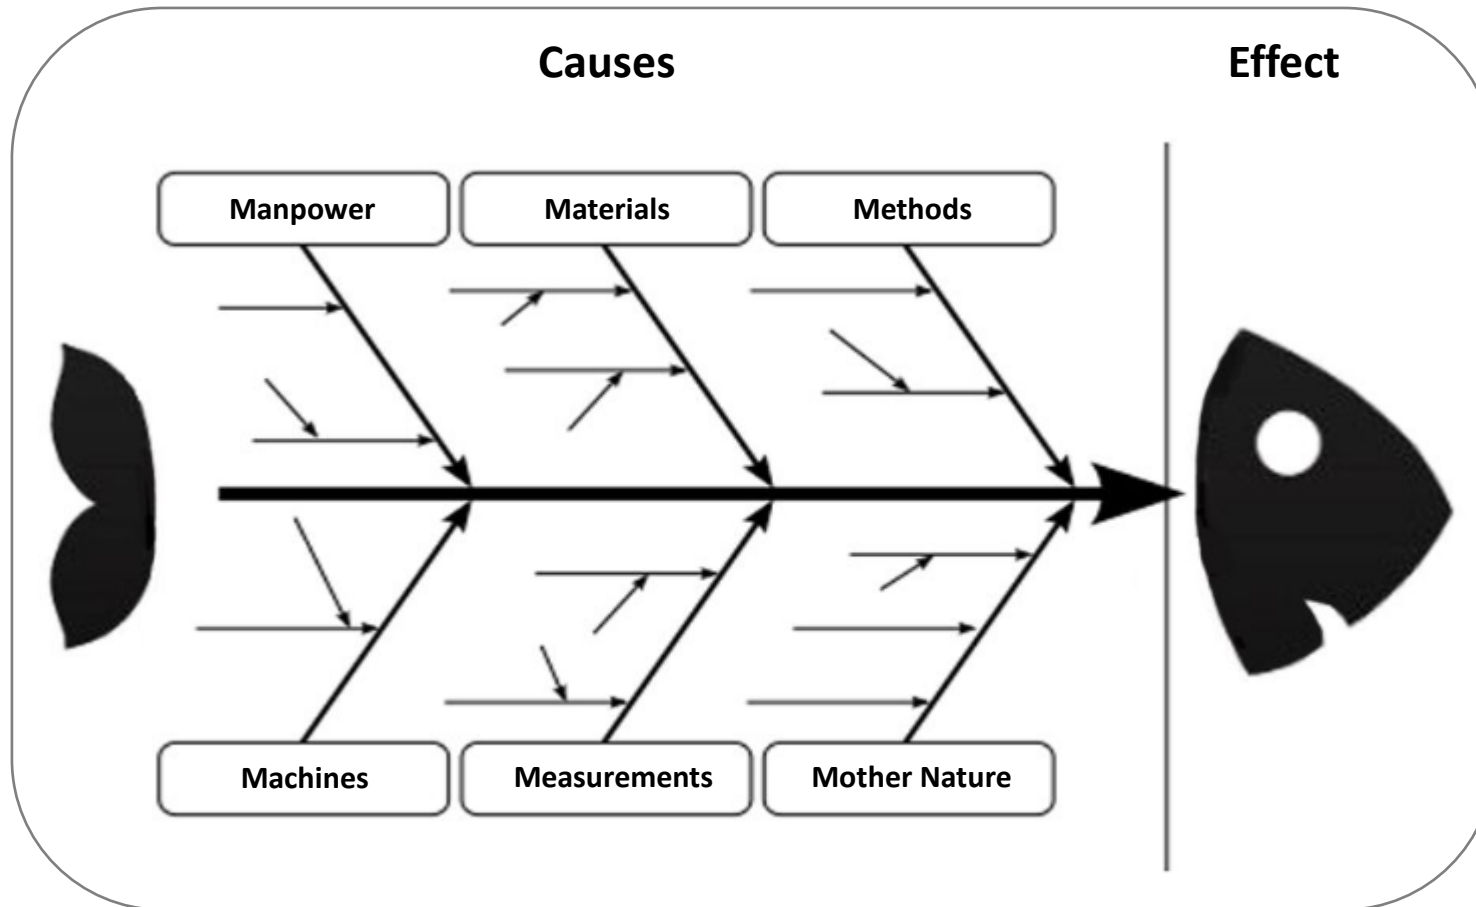 Causes
Effect
Manpower
Materials
Methods
Machines
Measurements
Mother Nature